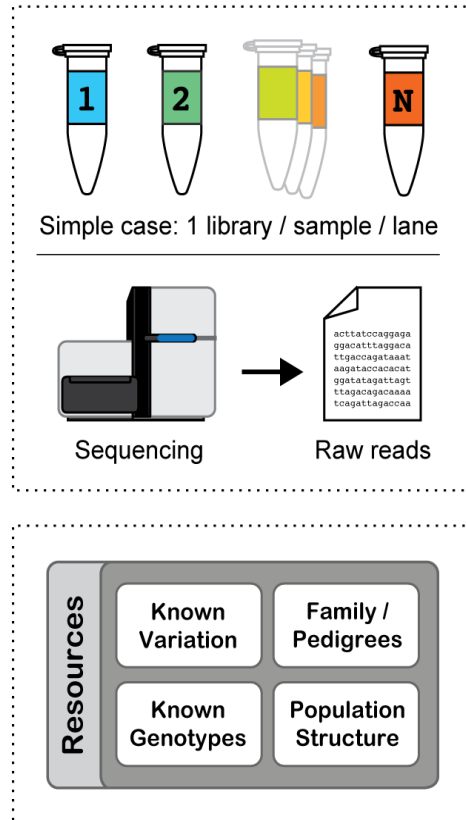 1 2 N
Simple case: 1 library / sample / lane
acttatccaggaga
ggacatttaggaca
ttgaccagataaat
aagataccacacat
ggatatagattagt
ttagacagacaaaa
tcagattagaccaa
Sequencing
Raw reads
Resources
Known
Variation
Family /
Pedigrees
Known
Genotypes
Population
Structure